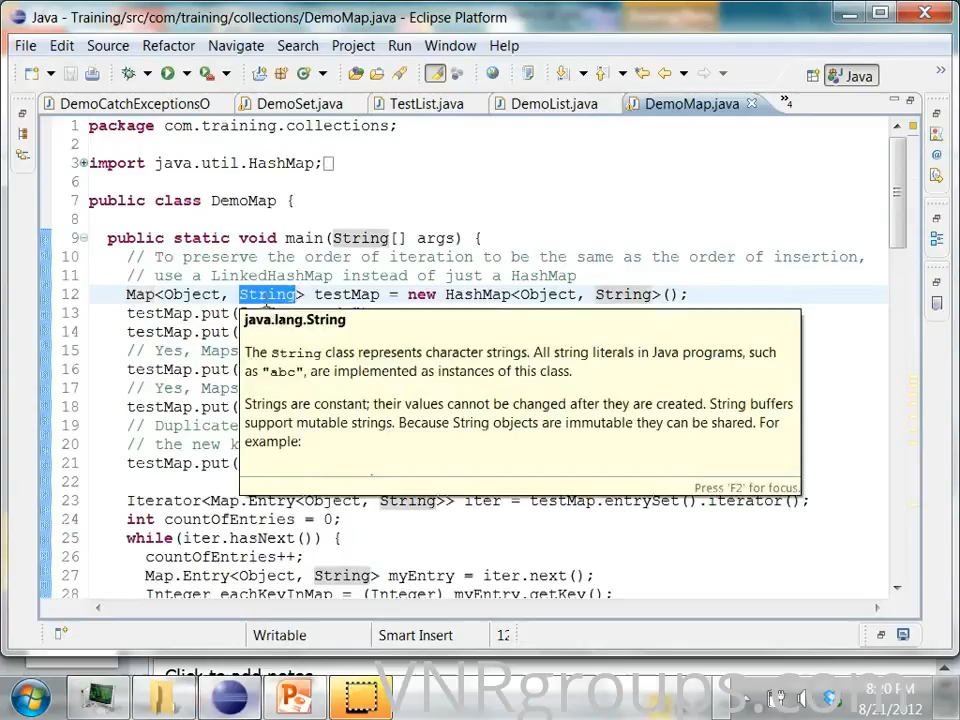 Java - Training/src/com/training/collections/DemoMap.java - Eclipse Platform
File Edit Source Refactor Navigate Search Project Run Window Help
Java »
DemoCatchExceptionsO DemoSet.java TestList.java DemoList.java DemoMap.java »4
1 package com.training.collections;
2
3 import java.util.HashMap;
6
7 public class DemoMap {
8
9 public static void main(String[] args) {
10 // To preserve the order of iteration to be the same as the order of insertion,
11 // use a LinkedHashMap instead of just a HashMap
12 Map<Object, String> testMap = new HashMap<Object, String>();
13 testMap.put(
java.lang.String
14 testMap.put(
15 // Yes, Maps
The String class represents character strings. All string literals in Java programs, such
16 testMap.put(
as "abc", are implemented as instances of this class.
17 // Yes, Maps
18 testMap.put(
Strings are constant; their values cannot be changed after they are created. String buffers
19 // Duplicate
support mutable strings. Because String objects are immutable they can be shared. For
20 // the new k
example:
21 testMap.put(
22
Press 'F2' for focus
23 Iterator<Map.Entry<Object, String>> iter = testMap.entrySet().iterator();
24 int countOfEntries = 0;
25 while(iter.hasNext()) {
26 countOfEntries++;
27 Map.Entry<Object, String> myEntry = iter.next();
28 Integer eachKeyInMap = (Integer) myEntry.getKey();
Writable Smart Insert 12
Click to add notes
VNRgroups.com
8:20 PM
8/21/2012